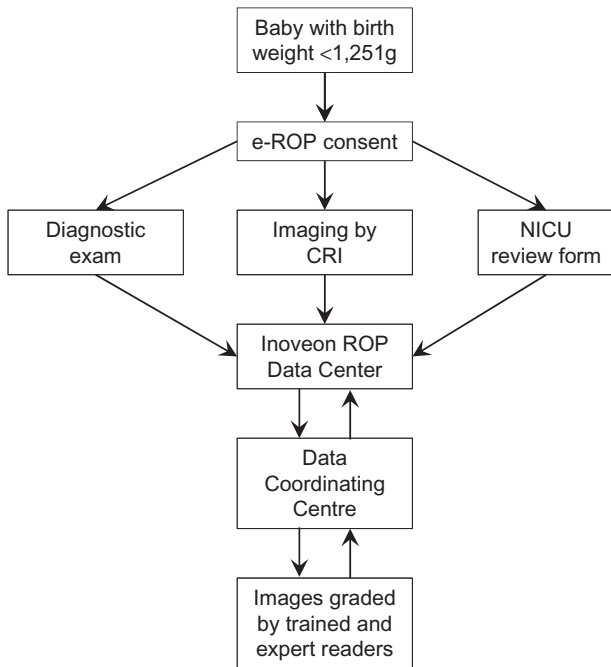 Baby with birth
weight <1,251g
e-ROP consent
Diagnostic
exam
Imaging by
CRI
NICU
review form
Inoveon ROP
Data Center
Data
Coordinating
Centre
Images graded
by trained and
expert readers